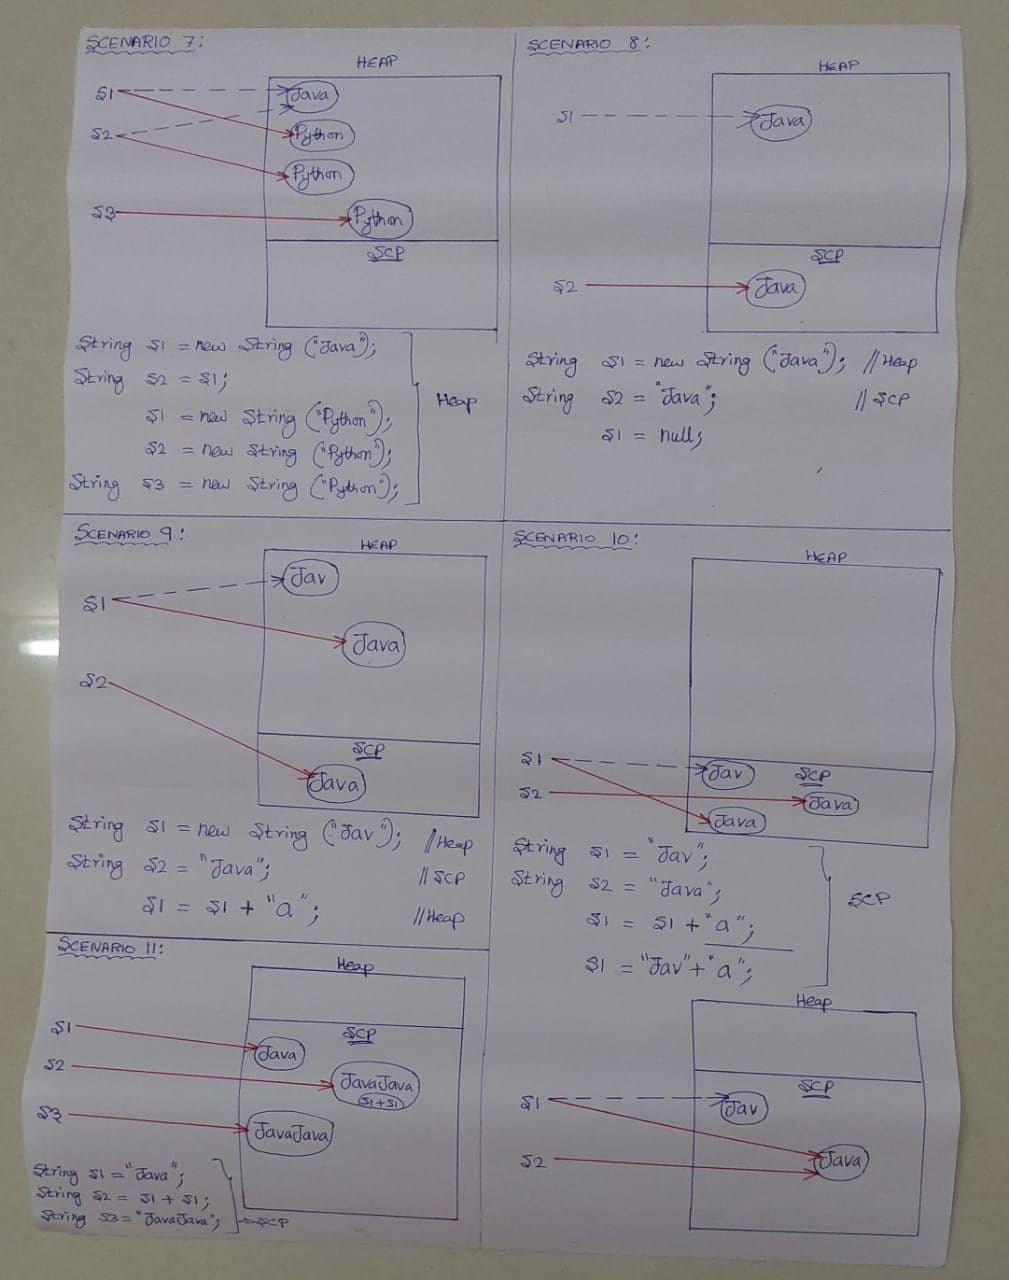 SCENARIO 7:
HEAP
S1
Java
S2
Python
Python
S3
Python
SCP
String S1 = new String ("Java");
String S2 = S1;
S1 = new String ("Python");
S2 = new String ("Python");
String S3 = new String ("Python");
Heap
SCENARIO 8:
HEAP
S1
Java
SCP
S2
Java
String S1 = new String ("Java"); //Heap
String S2 = "Java"; //SCP
S1 = null;
SCENARIO 9:
HEAP
Jav
S1
Java
S2
SCP
Java
String S1 = new String ("Jav"); //Heap
String S2 = "Java"; //SCP
S1 = S1 + "a"; //Heap
SCENARIO 10:
HEAP
S1
Jav SCP
S2
Java
Java
String S1 = "Jav";
String S2 = "Java";
S1 = S1 + "a";
S1 = "Jav"+"a";
SCP
Heap
SCP
S1
Jav
S2
Java
SCENARIO 11:
Heap
SCP
S1
Java
S2
JavaJava
S1+S1
S3
JavaJava
String S1 = "Java";
String S2 = S1 + S1;
String S3 = "JavaJava";
SCP